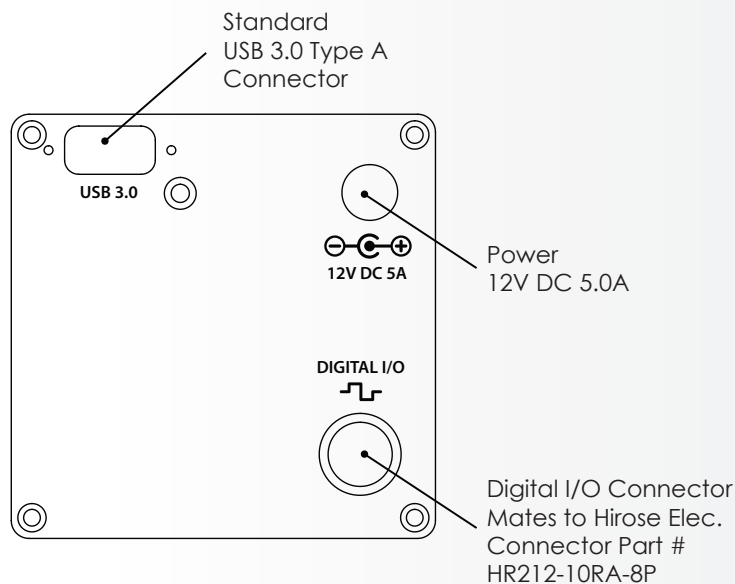 Standard
USB 3.0 Type A
Connector
USB 3.0
12V DC 5A
Power
12V DC 5.0A
DIGITAL I/O
Digital I/O Connector
Mates to Hirose Elec.
Connector Part #
HR212-10RA-8P